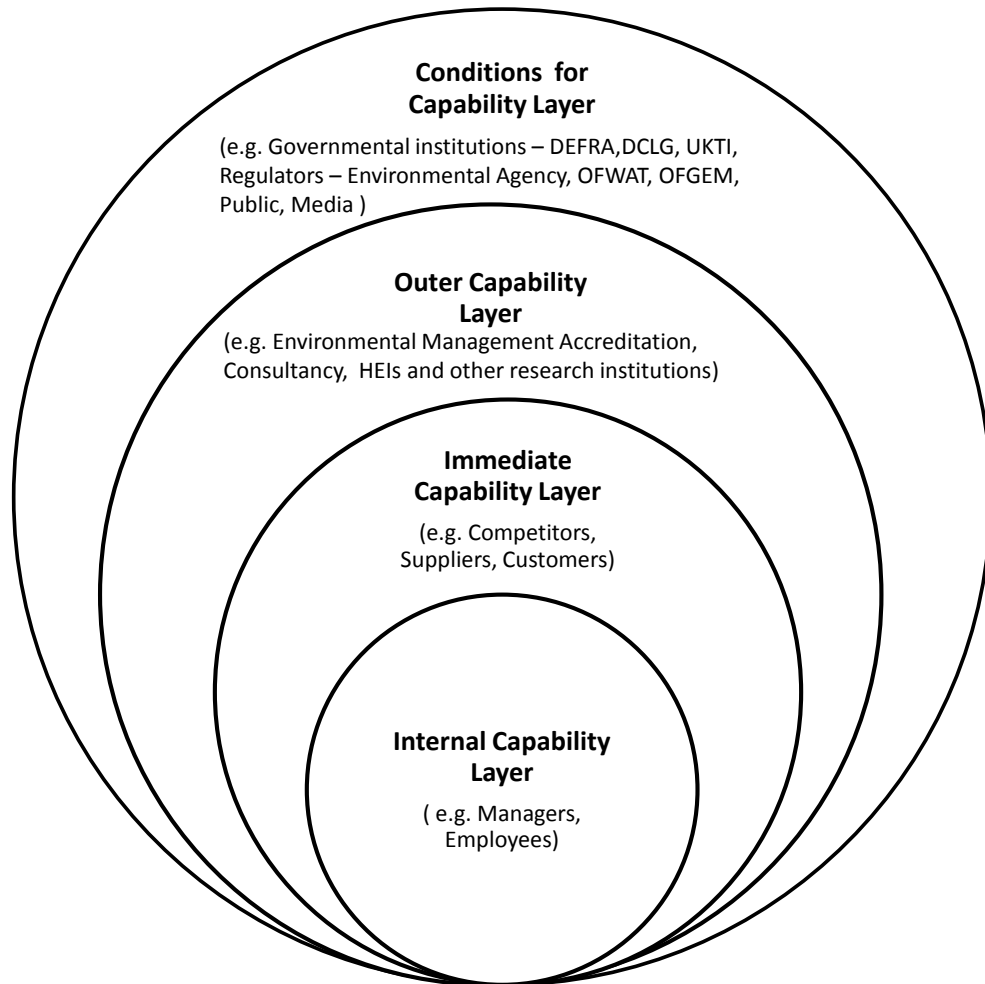 Conditions for
Capability Layer
(e.g. Governmental institutions – DEFRA,DCLG, UKTI,
Regulators – Environmental Agency, OFWAT, OFGEM,
Public, Media )
Outer Capability
Layer
(e.g. Environmental Management Accreditation,
Consultancy, HEIs and other research institutions)
Immediate
Capability Layer
(e.g. Competitors,
Suppliers, Customers)
Internal Capability
Layer
( e.g. Managers,
Employees)